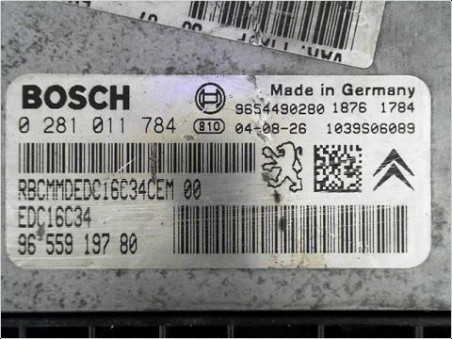 BOSCH
Made in Germany
9654490280 1876 1784
0 281 011 784 810 04-08-26 1039S06089
RBCMMDEDC16C34CEM 00
EDC16C34
96 559 197 80